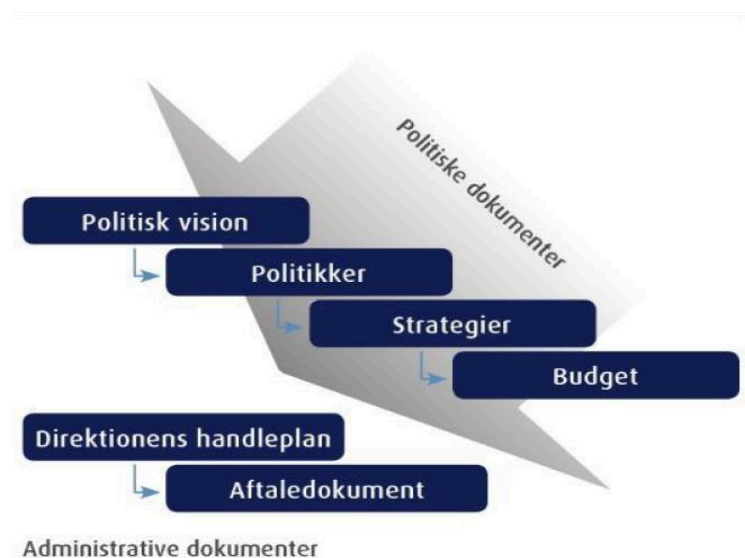 Politiske dokumenter
Politisk vision
Politikker
Strategier
Budget
Direktionens handleplan
Aftaledokument
Administrative dokumenter